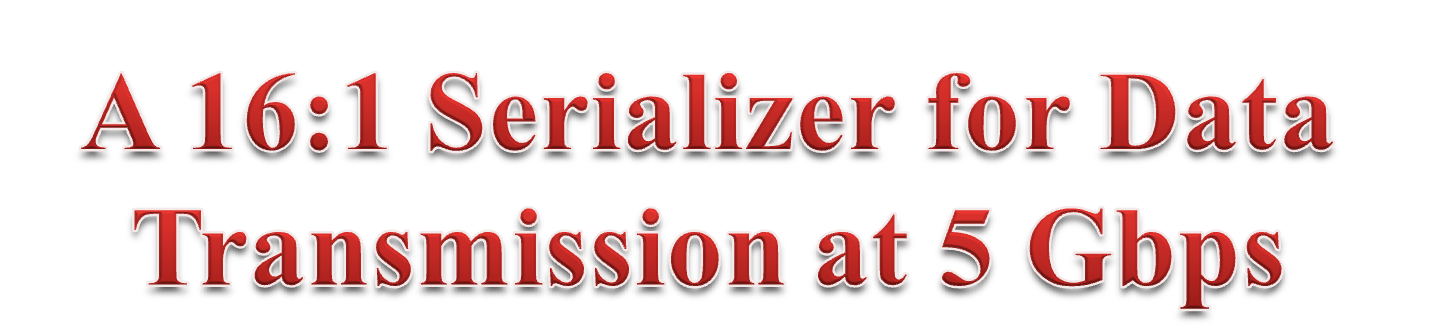 A 16:1 Serializer for Data
Transmission at 5 Gbps